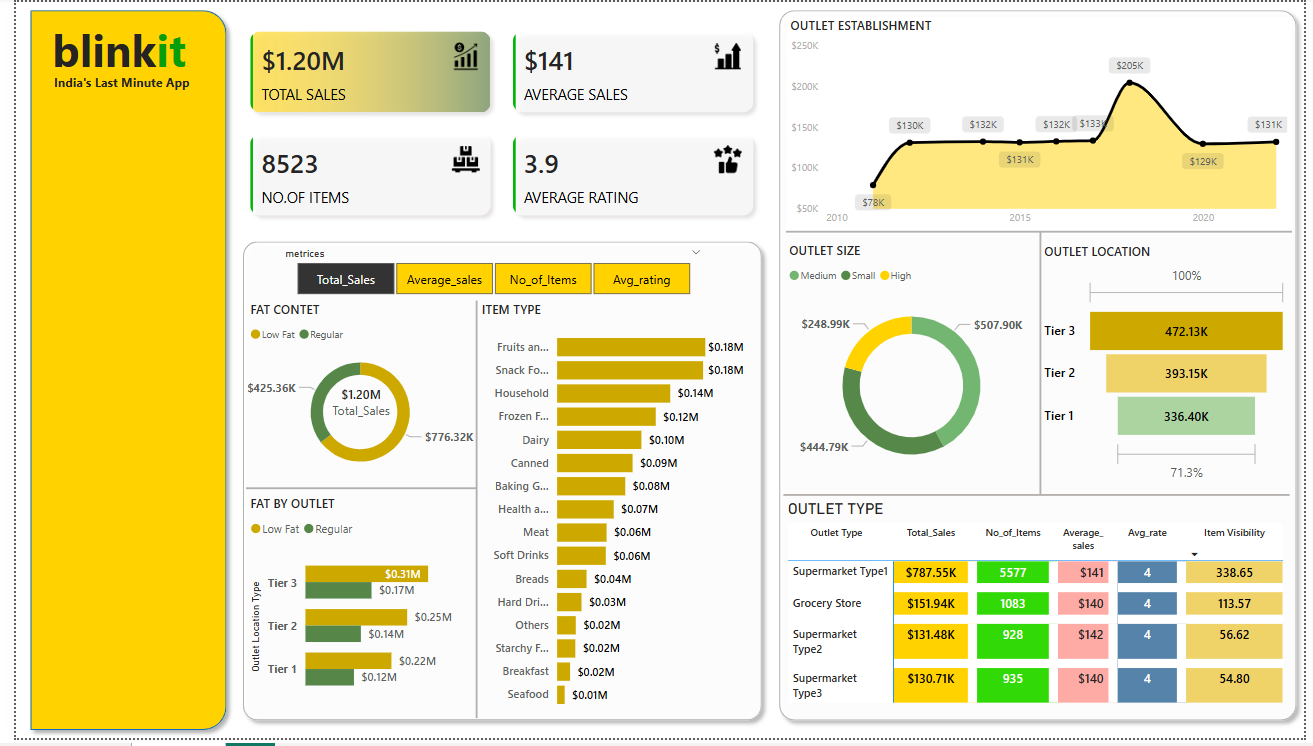 blinkit
India's Last Minute App
$1.20M
TOTAL SALES
$141
AVERAGE SALES
8523
NO.OF ITEMS
3.9
AVERAGE RATING
metrices
Total_Sales
Average_sales
No_of_Items
Avg_rating
FAT CONTET
Low Fat
Regular
$425.36K
$1.20M
Total_Sales
$776.32K
FAT BY OUTLET
Low Fat
Regular
Outlet Location Type
Tier 3
$0.31M
$0.17M
Tier 2
$0.25M
$0.14M
Tier 1
$0.22M
$0.12M
ITEM TYPE
Fruits an... $0.18M
Snack Fo... $0.18M
Household $0.14M
Frozen F... $0.12M
Dairy $0.10M
Canned $0.09M
Baking G... $0.08M
Health a... $0.07M
Meat $0.06M
Soft Drinks $0.06M
Breads $0.04M
Hard Dri... $0.03M
Others $0.02M
Starchy F... $0.02M
Breakfast $0.02M
Seafood $0.01M
OUTLET ESTABLISHMENT
$250K
$200K
$150K
$100K
$50K
$78K
$130K
$132K
$131K
$132K
$133K
$205K
$129K
$131K
2010
2015
2020
OUTLET SIZE
Medium
Small
High
$248.99K
$507.90K
$444.79K
OUTLET LOCATION
100%
Tier 3 472.13K
Tier 2 393.15K
Tier 1 336.40K
71.3%
OUTLET TYPE
Outlet Type Total_Sales No_of_Items Average_ Avg_rate Item Visibility
sales
Supermarket Type1 $787.55K 5577 $141 4 338.65
Grocery Store $151.94K 1083 $140 4 113.57
Supermarket $131.48K 928 $142 4 56.62
Type2
Supermarket $130.71K 935 $140 4 54.80
Type3